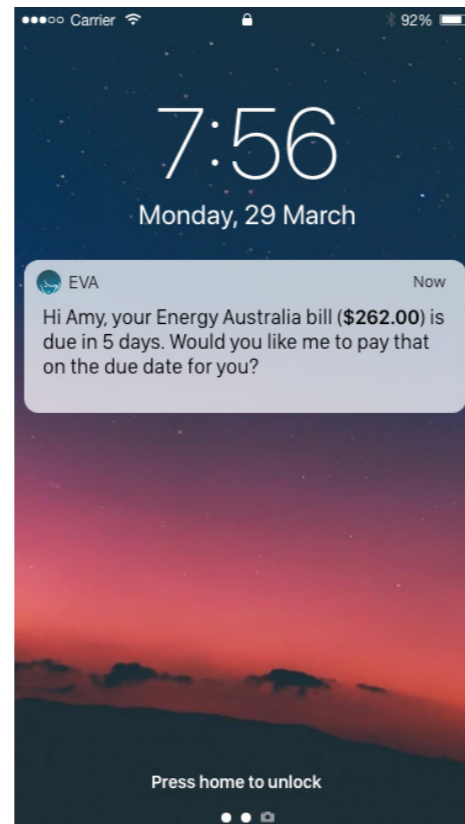 Carrier 92%
7:56
Monday, 29 March
EVA Now
Hi Amy, your Energy Australia bill ($262.00) is
due in 5 days. Would you like me to pay that
on the due date for you?
Press home to unlock